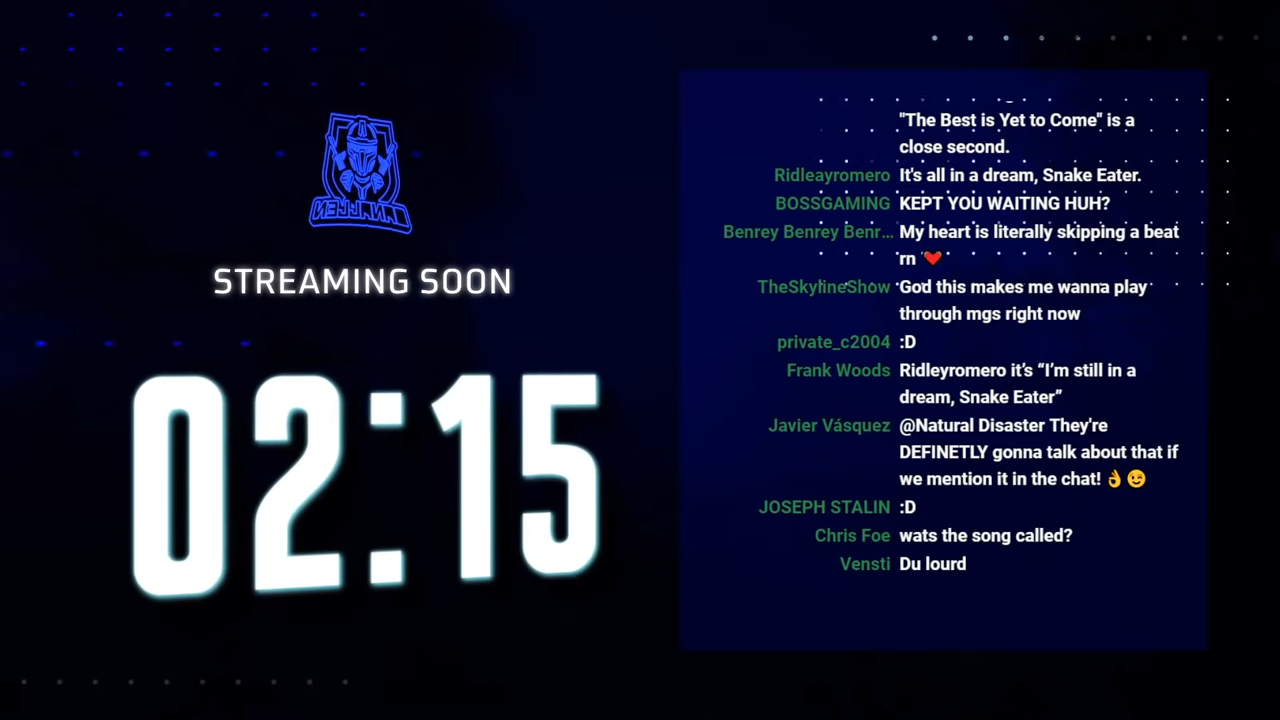 STREAMING SOON
02:15
"The Best is Yet to Come" is a
close second.
Ridleayromero It's all in a dream, Snake Eater.
BOSSGAMING KEPT YOU WAITING HUH?
Benrey Benrey Benr... My heart is literally skipping a beat
rn ❤️
TheSkylineShow God this makes me wanna play
through mgs right now
private_c2004 :D
Frank Woods Ridleyromero it's “I'm still in a
dream, Snake Eater”
Javier Vásquez @Natural Disaster They're
DEFINETLY gonna talk about that if
we mention it in the chat! 👌😉
JOSEPH STALIN :D
Chris Foe wats the song called?
Vensti Du lourd